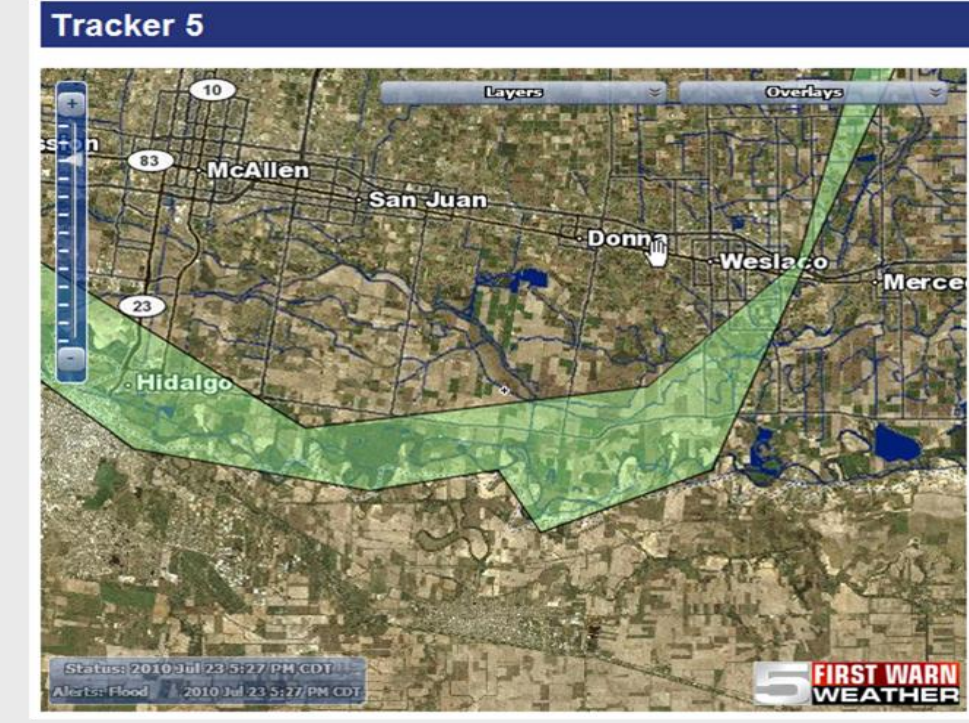 Tracker 5
10
Layers
Overlays
ssion
83
McAllen
San Juan
Donna
Weslaco
Merce
23
Hidalgo
Status: 2010 Jul 23 5:27 PM CDT
Alerts: Flood 2010 Jul 23 5:27 PM CDT
5 FIRST WARN
WEATHER